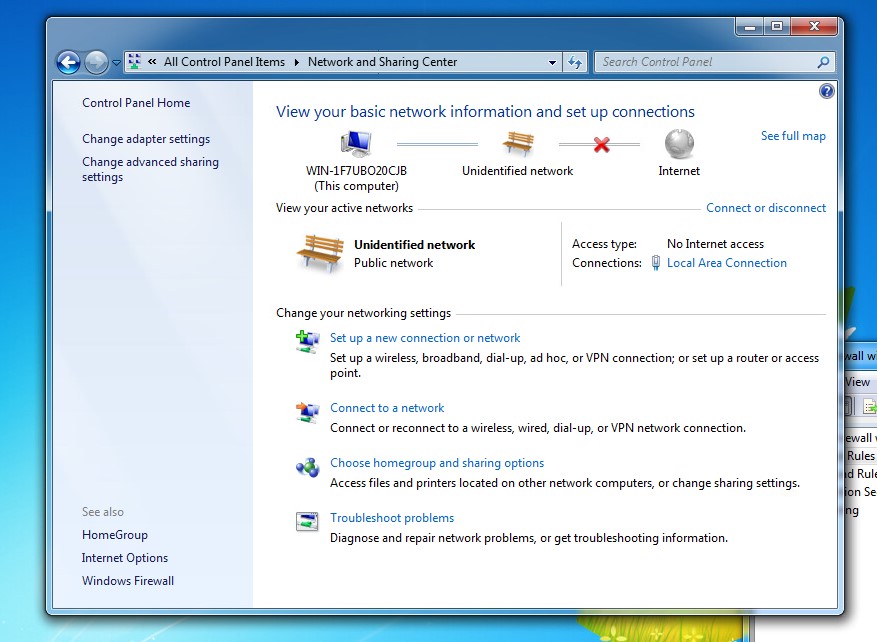 « All Control Panel Items Network and Sharing Center
Search Control Panel
Control Panel Home
Change adapter settings
Change advanced sharing
settings
See also
HomeGroup
Internet Options
Windows Firewall
View your basic network information and set up connections
See full map
WIN-1F7UBO20CJB
(This computer)
Unidentified network
Internet
View your active networks
Connect or disconnect
Unidentified network
Public network
Access type: No Internet access
Connections: Local Area Connection
Change your networking settings
Set up a new connection or network
Set up a wireless, broadband, dial-up, ad hoc, or VPN connection; or set up a router or access
point.
Connect to a network
Connect or reconnect to a wireless, wired, dial-up, or VPN network connection.
Choose homegroup and sharing options
Access files and printers located on other network computers, or change sharing settings.
Troubleshoot problems
Diagnose and repair network problems, or get troubleshooting information.
wall w
View
ewall v
Rules
nd Rule
ion Se
ng